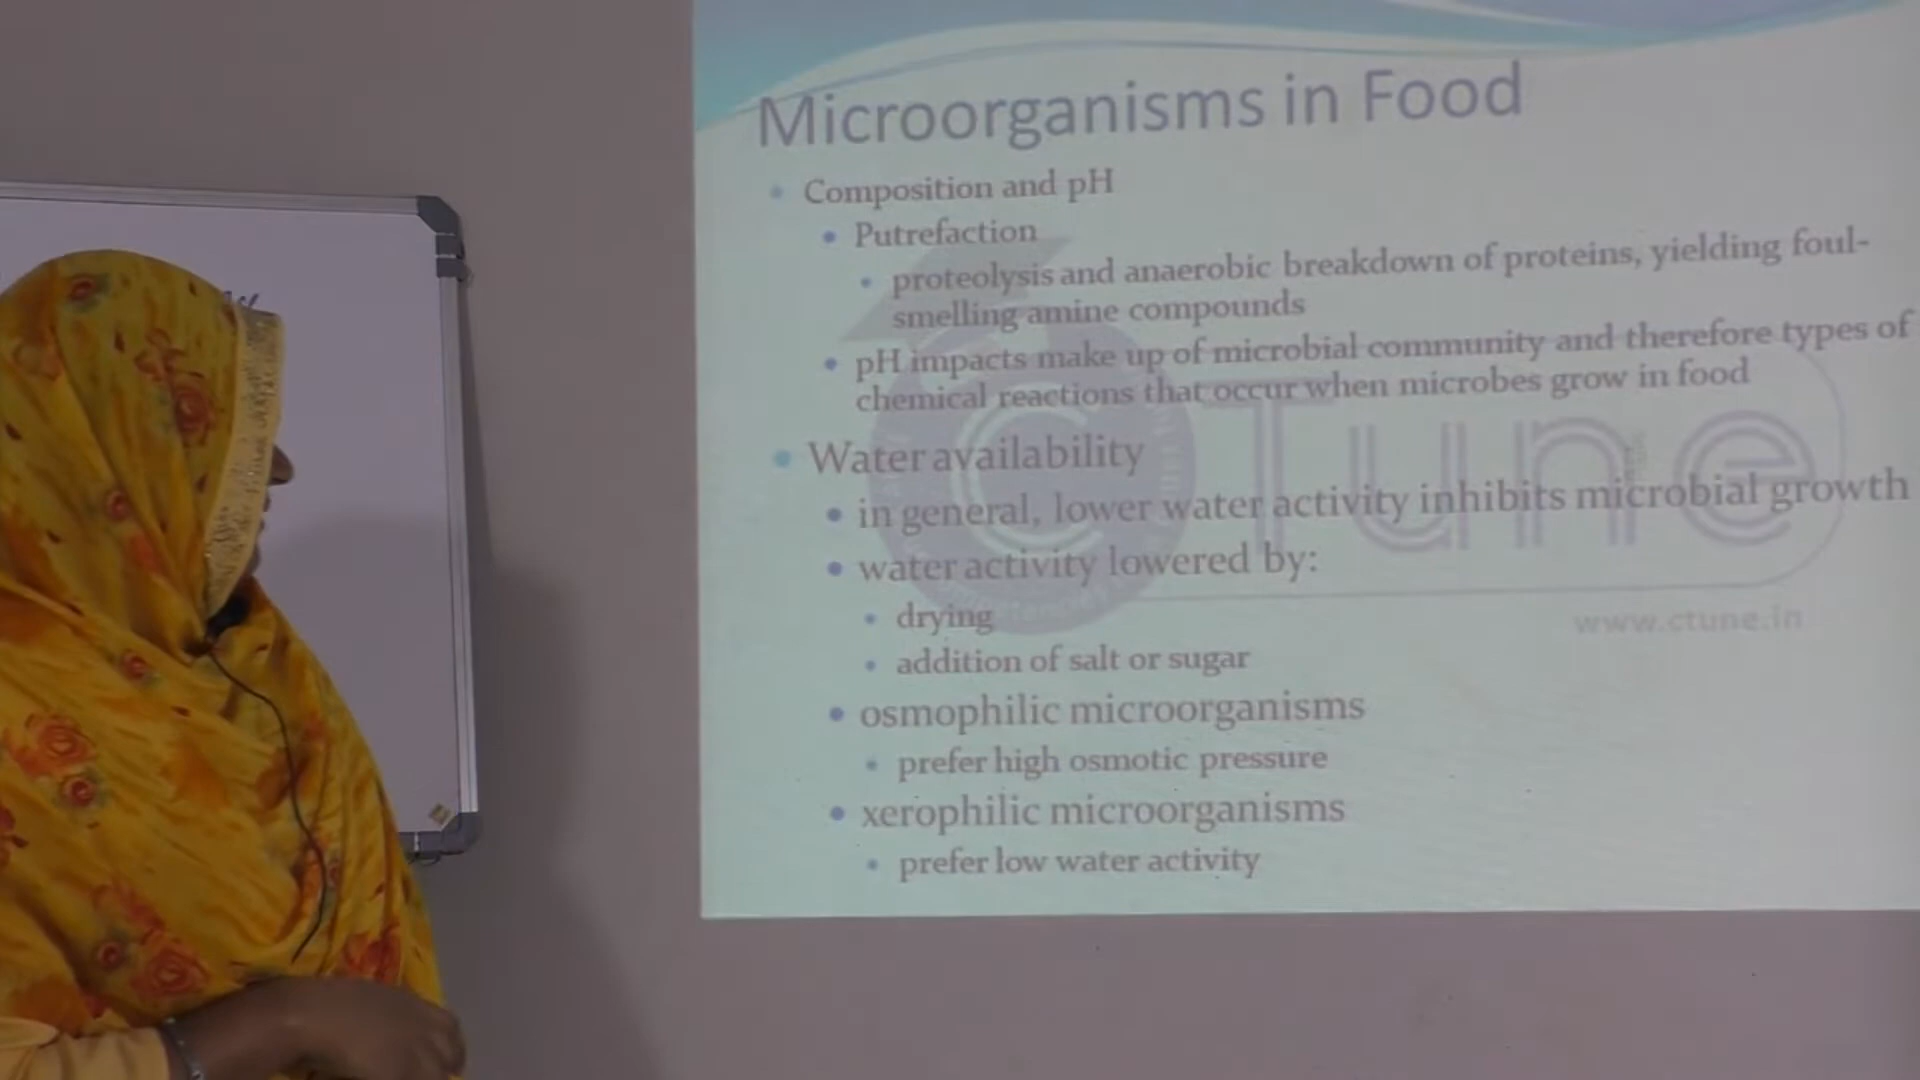 Microorganisms in Food
Composition and pH
Putrefaction
proteolysis and anaerobic breakdown of proteins, yielding foul-
smelling amine compounds
pH impacts make up of microbial community and therefore types of
chemical reactions that occur when microbes grow in food
Water availability
in general, lower water activity inhibits microbial growth
water activity lowered by:
drying
addition of salt or sugar
osmophilic microorganisms
prefer high osmotic pressure
xerophilic microorganisms
prefer low water activity
CTune
www.ctune.in